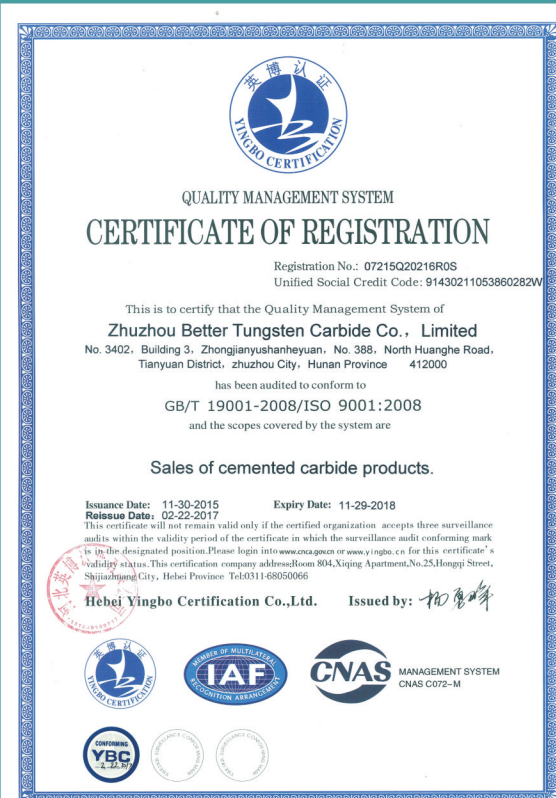 英博认证
YINGBO CERTIFICATION
QUALITY MANAGEMENT SYSTEM
CERTIFICATE OF REGISTRATION
Registration No.: 07215Q20216R0S
Unified Social Credit Code: 91430211053860282W
This is to certify that the Quality Management System of
Zhuzhou Better Tungsten Carbide Co., Limited
No. 3402, Building 3, Zhongjianyushanheyuan, No. 388, North Huanghe Road,
Tianyuan District, zhuzhou City, Hunan Province 412000
has been audited to conform to
GB/T 19001-2008/ISO 9001:2008
and the scopes covered by the system are
Sales of cemented carbide products.
Issuance Date: 11-30-2015 Expiry Date: 11-29-2018
Reissue Date: 02-22-2017
This certificate will not remain valid only if the certified organization accepts three surveillance
audits within the validity period of the certificate in which the surveillance audit conforming mark
is in the designated position.Please login into www.cnca.gov.cn or www.yingbo.cn for this certificate's
validity status.This certification company address:Room 804,Xiqing Apartment,No.25,Hongqi Street,
Shijiazhuang City, Hebei Province Tel:0311-68050066
Hebei Yingbo Certification Co.,Ltd. Issued by:
英博认证
YINGBO CERTIFICATION
MEMBER OF MULTILATERAL
IAF
RECOGNITION ARRANGEMENT
CNAS
MANAGEMENT SYSTEM
CNAS C072-M
CONFORMING
YBC